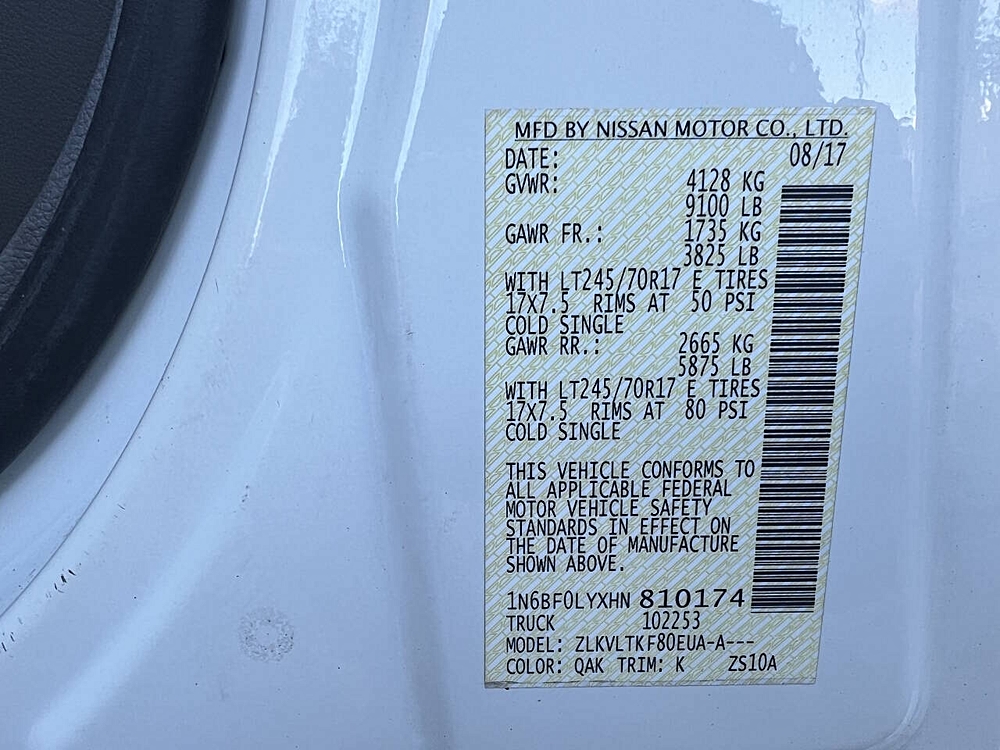 MFD BY NISSAN MOTOR CO., LTD.
DATE: 08/17
GVWR: 4128 KG
9100 LB
GAWR FR.: 1735 KG
3825 LB
WITH LT245/70R17 E TIRES
17X7.5 RIMS AT 50 PSI
COLD SINGLE
GAWR RR.: 2665 KG
5875 LB
WITH LT245/70R17 E TIRES
17X7.5 RIMS AT 80 PSI
COLD SINGLE
THIS VEHICLE CONFORMS TO
ALL APPLICABLE FEDERAL
MOTOR VEHICLE SAFETY
STANDARDS IN EFFECT ON
THE DATE OF MANUFACTURE
SHOWN ABOVE.
1N6BF0LYXHN 810174
TRUCK 102253
MODEL: ZLKVLTKF80EUA-A---
COLOR: QAK TRIM: K ZS10A